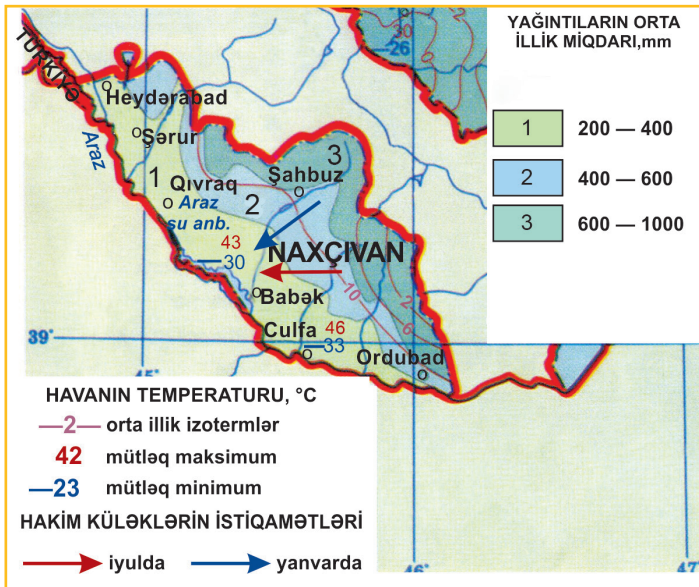 YAĞINTILARIN ORTA
İLLİK MİQDARI,mm
1 200 — 400
2 400 — 600
3 600 — 1000
30
—26
TÜRKİYƏ
Heydərabad
Araz
Şərur
3
Şahbuz
1
Qıvraq
2
Araz
su anb.
43
—30
NAXÇIVAN
Babək
10
2
6
Culfa 46
—33
39
Ordubad
45
46
47
HAVANIN TEMPERATURU, °C
—2— orta illik izotermlər
42 mütləq maksimum
—23 mütləq minimum
HAKİM KÜLƏKLƏRİN İSTİQAMƏTLƏRİ
iyulda
yanvarda